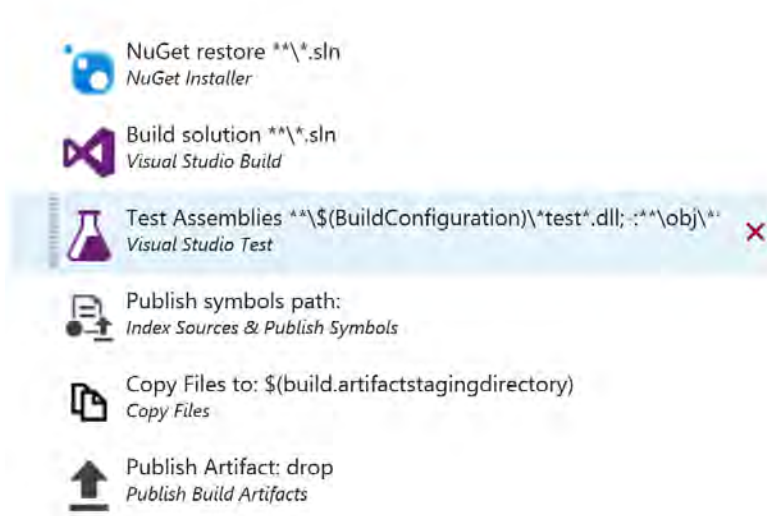 NuGet restore **\*.sln
NuGet Installer
Build solution **\*.sln
Visual Studio Build
Test Assemblies **\$(BuildConfiguration)\*test*.dll;-:**\obj\*
Visual Studio Test
Publish symbols path:
Index Sources & Publish Symbols
Copy Files to: $(build.artifactstagingdirectory)
Copy Files
Publish Artifact: drop
Publish Build Artifacts